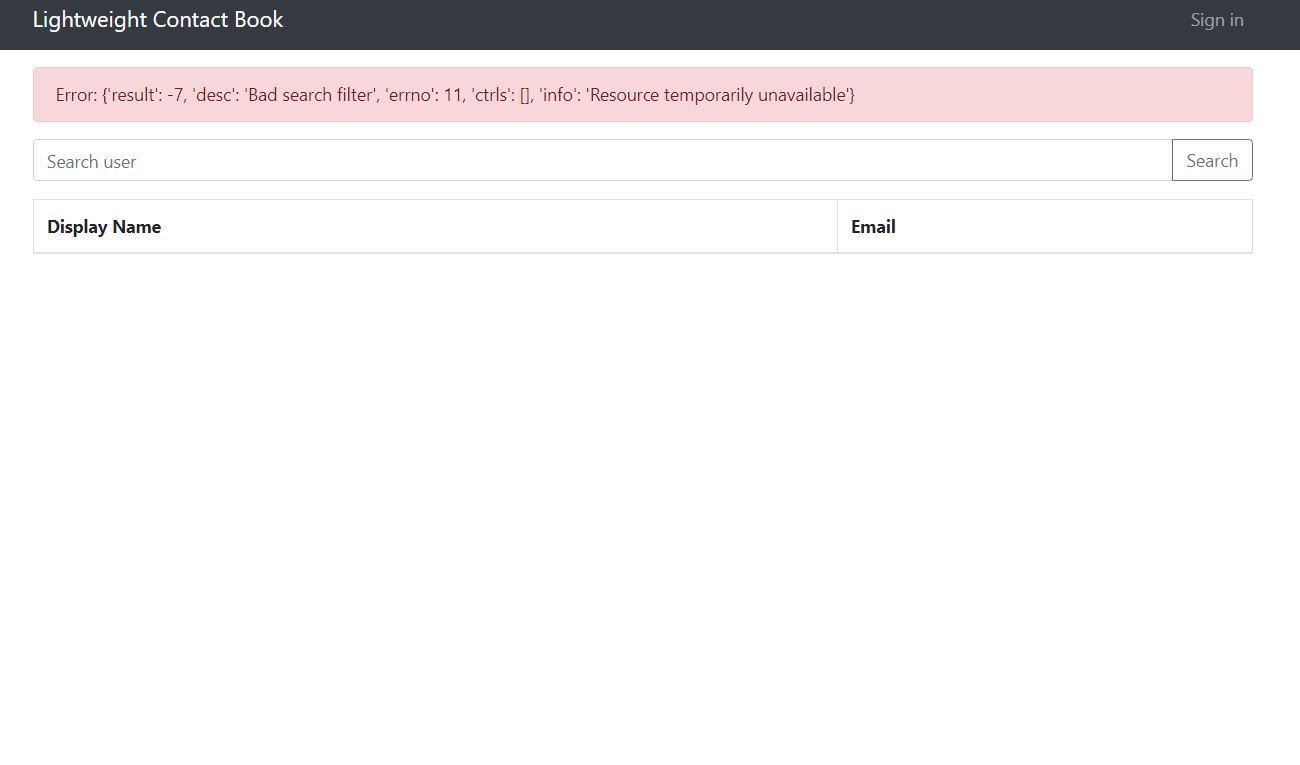 Lightweight Contact Book
Sign in
Error: {'result': -7, 'desc': 'Bad search filter', 'errno': 11, 'ctrls': [], 'info': 'Resource temporarily unavailable'}
Search user
Search
Display Name
Email